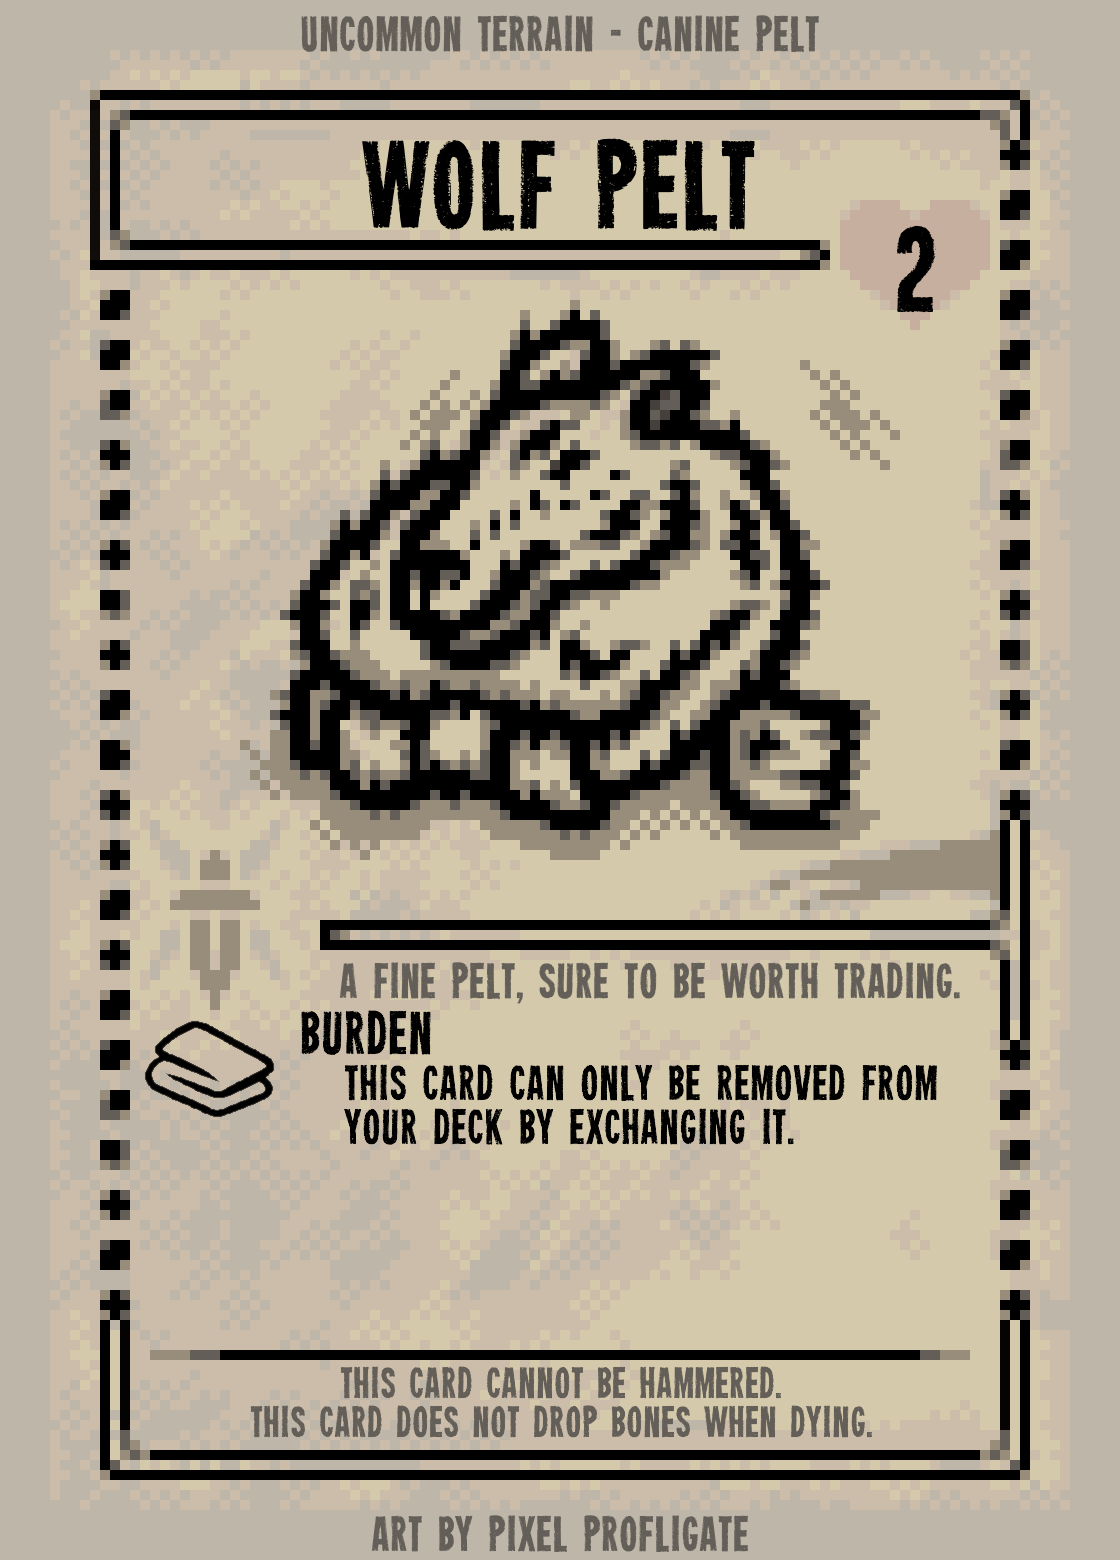 UNCOMMON TERRAIN - CANINE PELT
WOLF PELT
2
A FINE PELT, SURE TO BE WORTH TRADING.
BURDEN
THIS CARD CAN ONLY BE REMOVED FROM
YOUR DECK BY EXCHANGING IT.
THIS CARD CANNOT BE HAMMERED.
THIS CARD DOES NOT DROP BONES WHEN DYING.
ART BY PIXEL PROFLIGATE